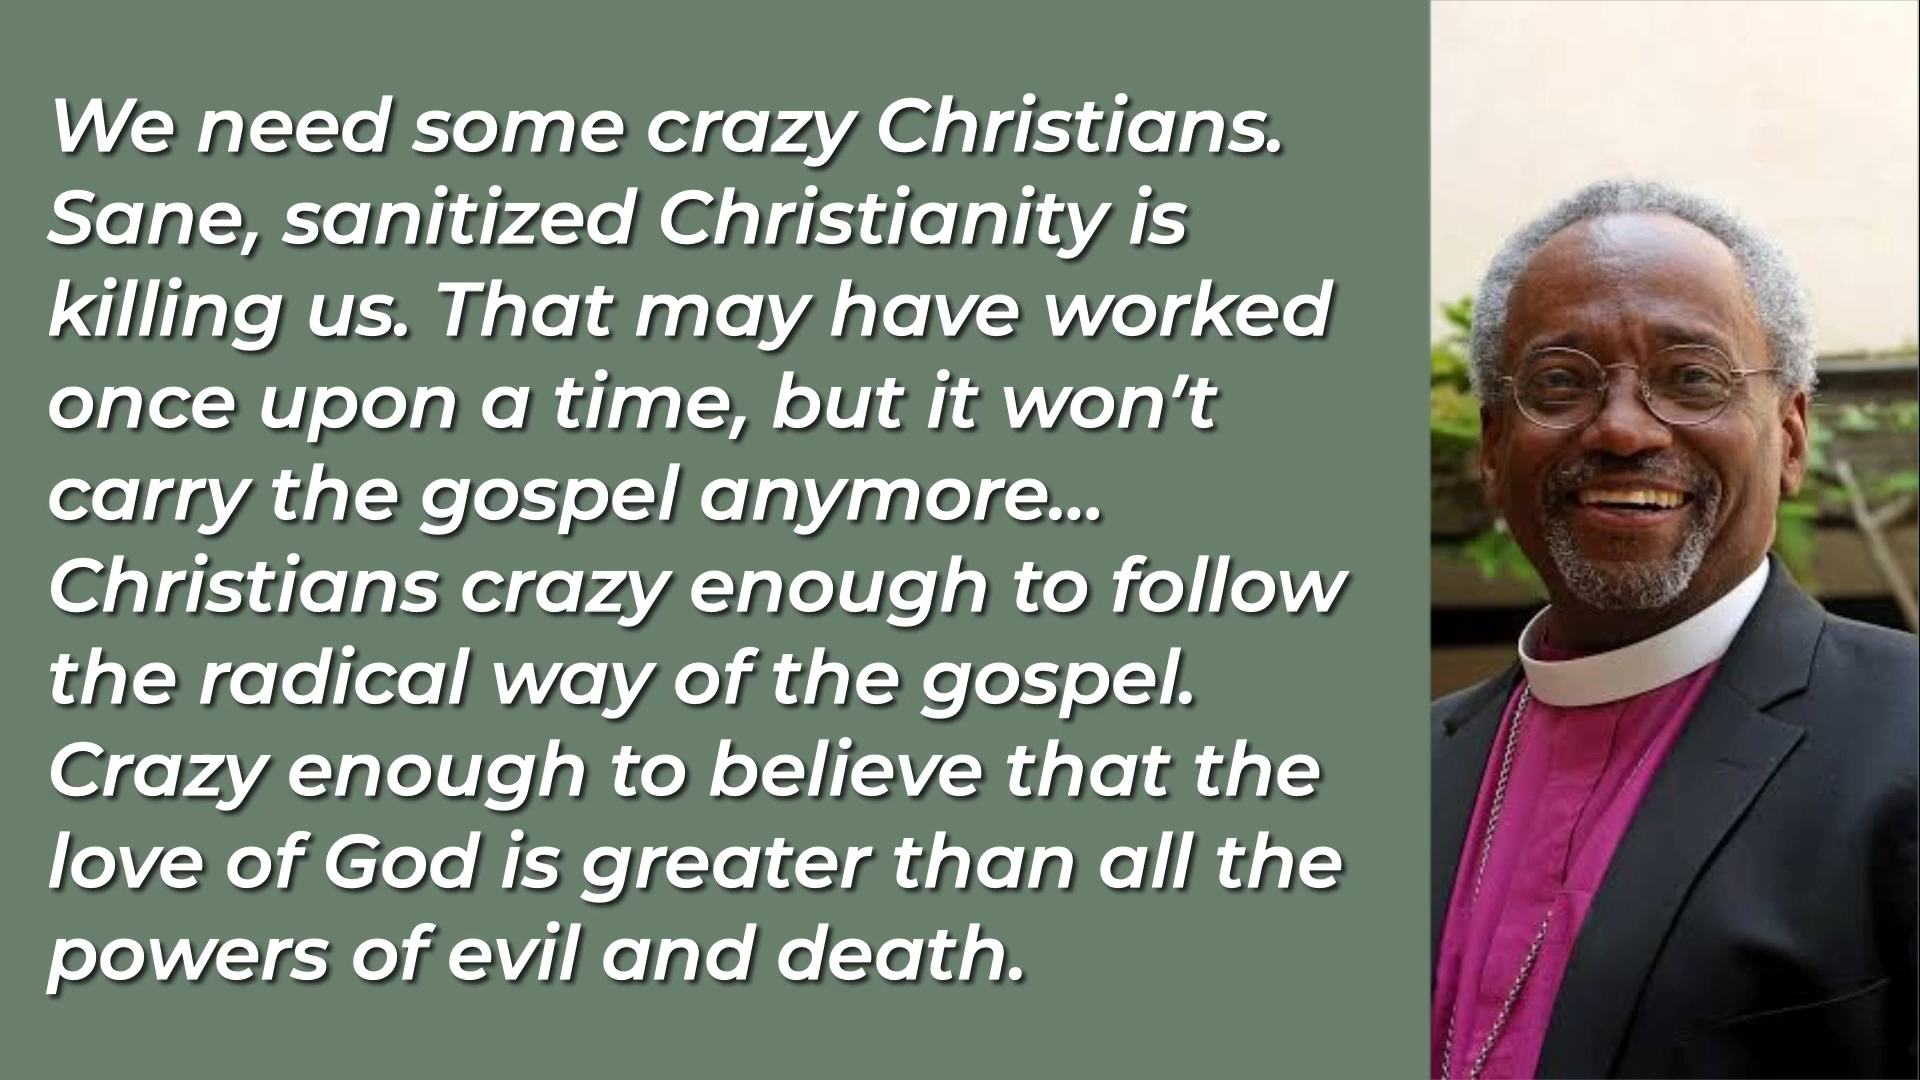 We need some crazy Christians.
Sane, sanitized Christianity is
killing us. That may have worked
once upon a time, but it won’t
carry the gospel anymore...
Christians crazy enough to follow
the radical way of the gospel.
Crazy enough to believe that the
love of God is greater than all the
powers of evil and death.